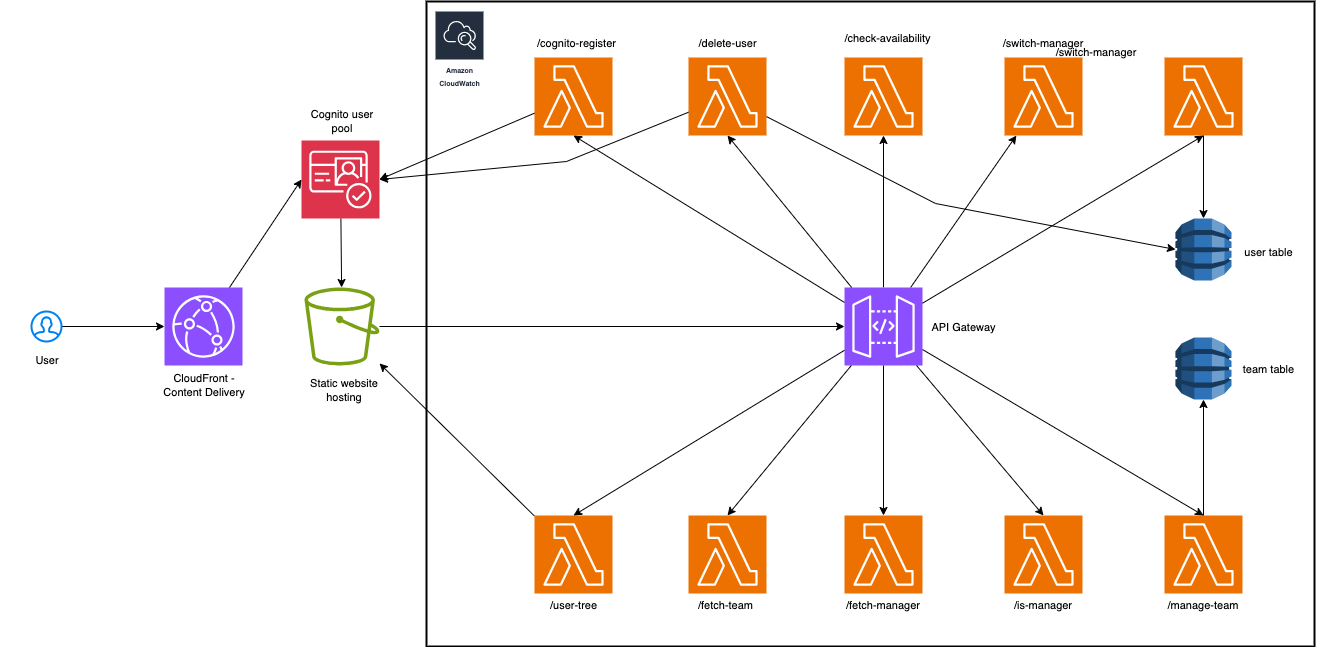 /cognito-register
/delete-user
/check-availability
/switch-manager
/switch-manager
Amazon
CloudWatch
Cognito user
pool
user table
</>
API Gateway
User
CloudFront -
Content Delivery
Static website
hosting
team table
/user-tree
/fetch-team
/fetch-manager
/is-manager
/manage-team